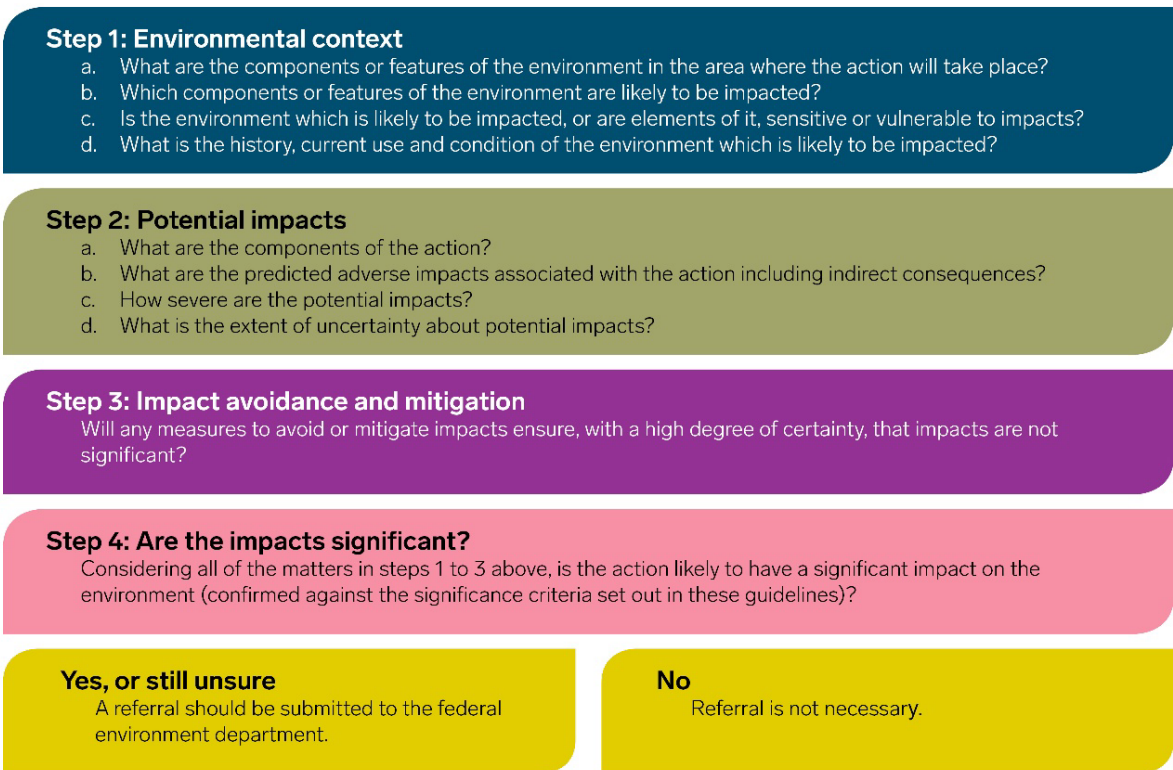 Step 1: Environmental context
a. What are the components or features of the environment in the area where the action will take place?
b. Which components or features of the environment are likely to be impacted?
c. Is the environment which is likely to be impacted, or are elements of it, sensitive or vulnerable to impacts?
d. What is the history, current use and condition of the environment which is likely to be impacted?
Step 2: Potential impacts
a. What are the components of the action?
b. What are the predicted adverse impacts associated with the action including indirect consequences?
c. How severe are the potential impacts?
d. What is the extent of uncertainty about potential impacts?
Step 3: Impact avoidance and mitigation
Will any measures to avoid or mitigate impacts ensure, with a high degree of certainty, that impacts are not
significant?
Step 4: Are the impacts significant?
Considering all of the matters in steps 1 to 3 above, is the action likely to have a significant impact on the
environment (confirmed against the significance criteria set out in these guidelines)?
Yes, or still unsure
A referral should be submitted to the federal
environment department.
No
Referral is not necessary.